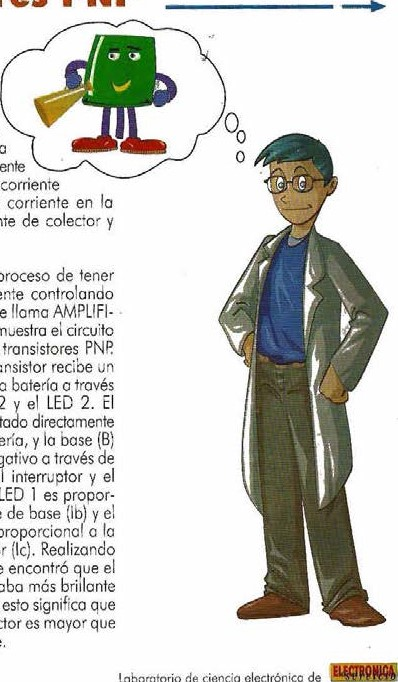 res PNP
a
ente
corriente
corriente en la
nte de colector y
proceso de tener
ente controlando
e llama AMPLIFI-
muestra el circuito
transistores PNP.
ansistor recibe un
a batería a través
2 y el LED 2. El
tado directamente
ería, y la base (B)
gativo a través de
l interruptor y el
LED 1 es propor-
e de base (Ib) y el
proporcional a la
r (Ic). Realizando
e encontró que el
aba más brillante
esto significa que
ctor es mayor que
e.
Laboratorio de ciencia electrónica de ELECTRONICA
y servicio